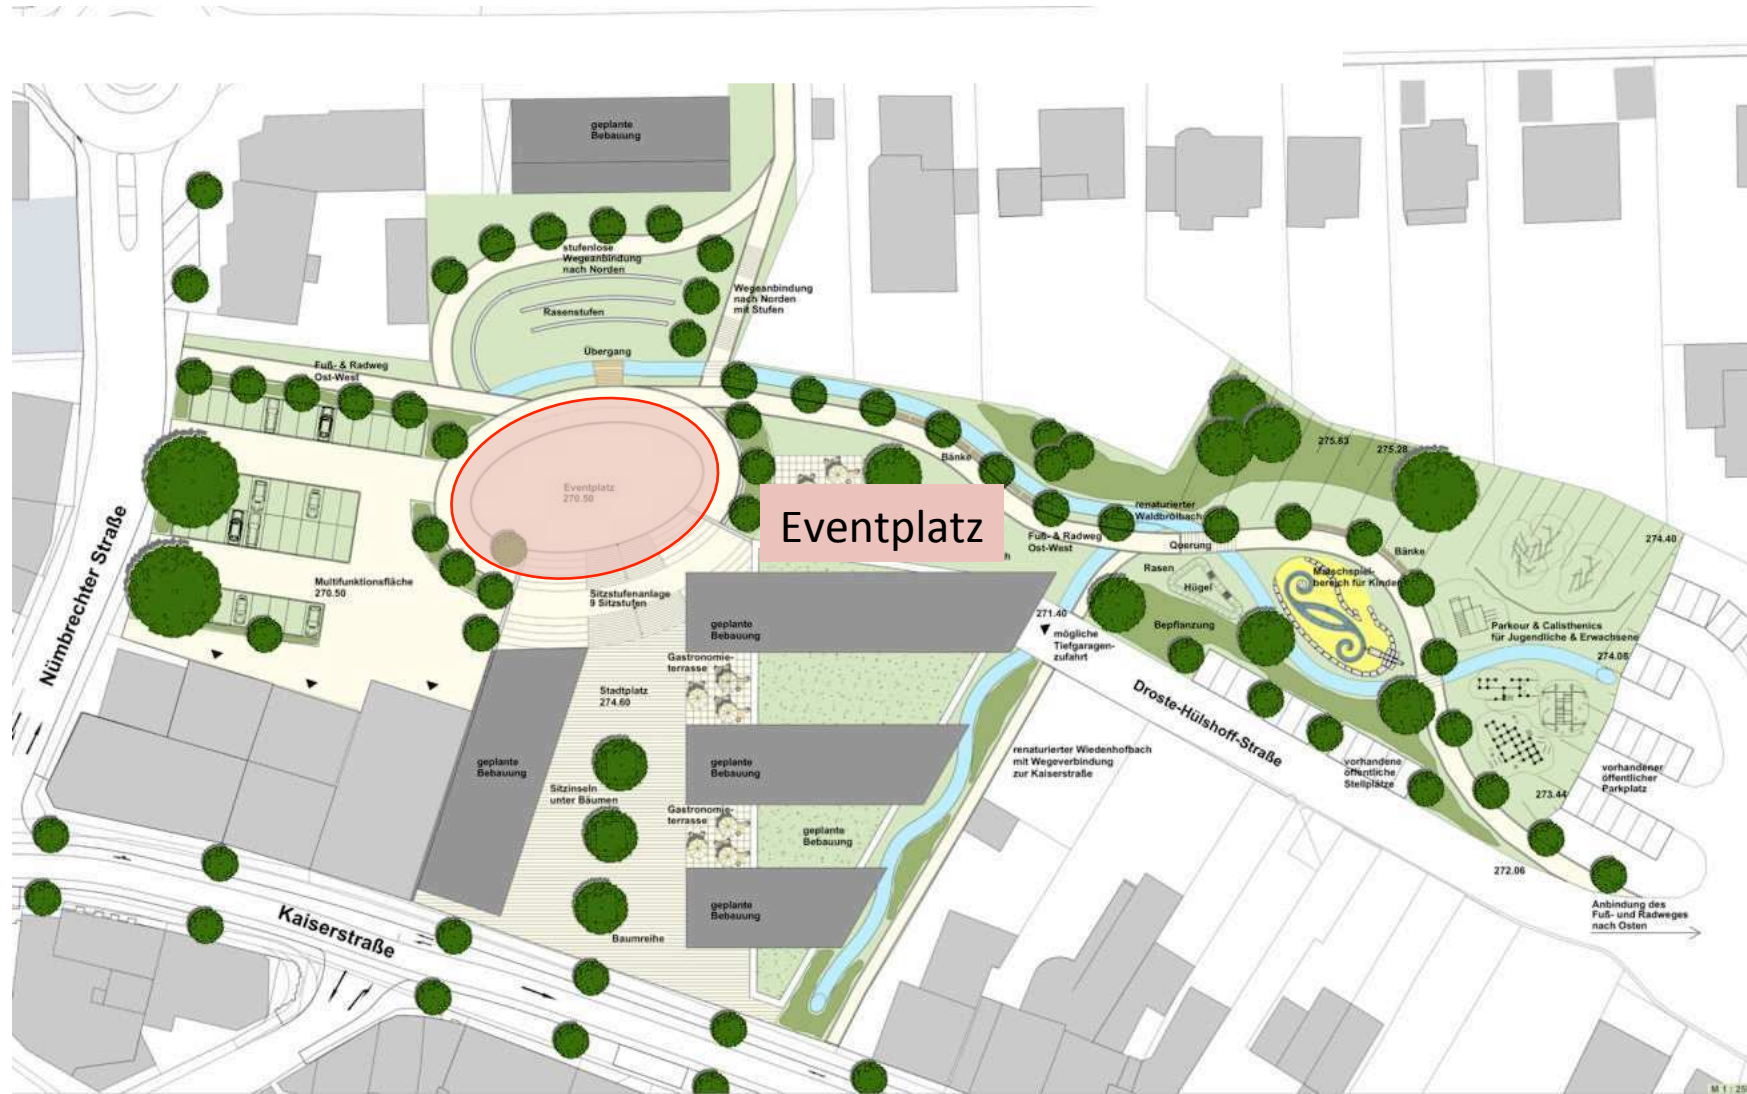 geplante
Bebauung
stufenlose
Wegeanbindung
nach Norden
Wegeanbindung
nach Norden
mit Stufen
Rasenstufen
Übergang
Fuß- & Radweg
Ost-West
Eventplatz
270.50
Eventplatz
Bänke
275.63
275.28
274.40
renaturierter
Waldbrölbach
Fuß- & Radweg
Ost-West
Querung
Bänke
Rasen
Hügel
Matschspiel-
bereich für Kinder
Nümbrechter Straße
Multifunktionsfläche
270.50
Sitzstufenanlage
9 Sitzstufen
geplante
Bebauung
271.40
mögliche
Tiefgaragen-
zufahrt
Bepflanzung
Parkour & Calisthenics
für Jugendliche & Erwachsene
274.08
Gastronomie-
terrasse
Stadtplatz
274.60
Droste-Hülshoff-Straße
geplante
Bebauung
geplante
Bebauung
renaturierter Wiedenhofbach
mit Wegeverbindung
zur Kaiserstraße
vorhandene
öffentliche
Stellplätze
vorhandener
öffentlicher
Parkplatz
273.44
Sitzinseln
unter Bäumen
Gastronomie-
terrasse
geplante
Bebauung
272.06
geplante
Bebauung
Kaiserstraße
Baumreihe
Anbindung des
Fuß- und Radweges
nach Osten